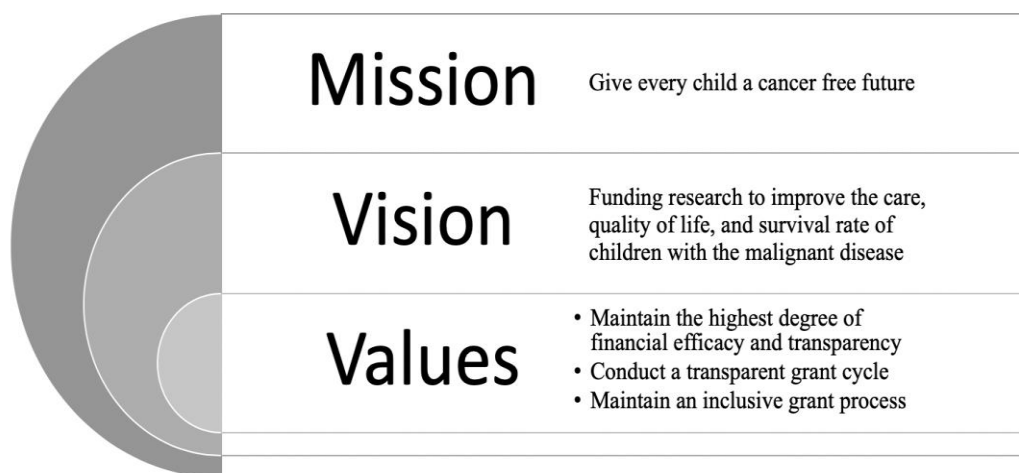 Mission
Give every child a cancer free future
Vision
Funding research to improve the care,
quality of life, and survival rate of
children with the malignant disease
Values
• Maintain the highest degree of
financial efficacy and transparency
• Conduct a transparent grant cycle
• Maintain an inclusive grant process